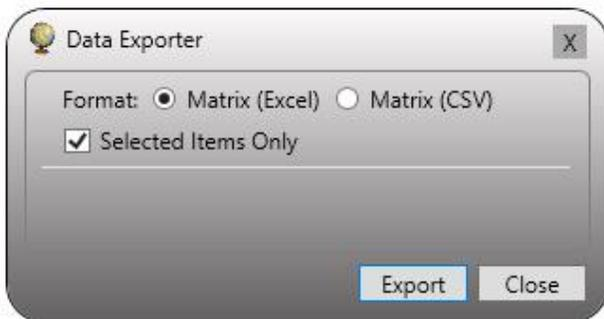 Data Exporter
X
Format: Matrix (Excel) Matrix (CSV)
Selected Items Only
Export Close